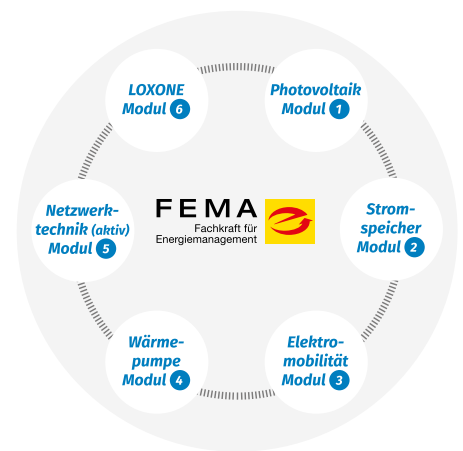 LOXONE
Modul 6
Photovoltaik
Modul 1
Netzwerk-
technik (aktiv)
Modul 5
FEMA
Fachkraft für
Energiemanagement
Strom-
speicher
Modul 2
Wärme-
pumpe
Modul 4
Elektro-
mobilität
Modul 3